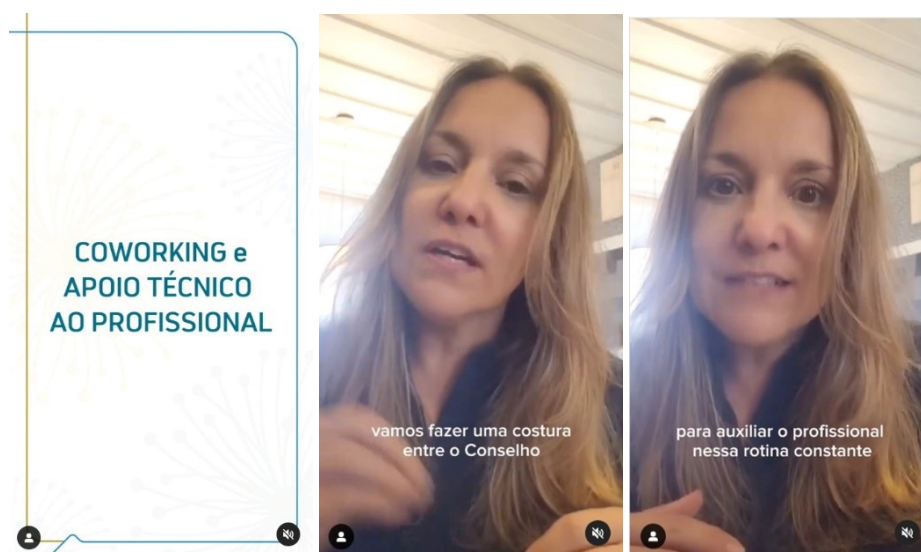 COWORKING e
APOIO TÉCNICO
AO PROFISSIONAL
vamos fazer uma costura
entre o Conselho
para auxiliar o profissional
nessa rotina constante